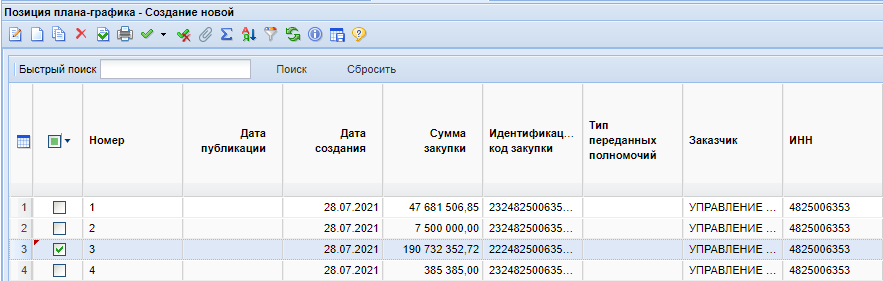 Позиция плана-графика - Создание новой
Быстрый поиск Поиск Сбросить
Номер Дата публикации Дата создания Сумма закупки Идентификац... код закупки Тип переданных полномочий Заказчик ИНН
1 1 28.07.2021 47 681 506,85 232482500635... УПРАВЛЕНИЕ ... 4825006353
2 2 28.07.2021 7 500 000,00 232482500635... УПРАВЛЕНИЕ ... 4825006353
3 3 28.07.2021 190 732 352,72 222482500635... УПРАВЛЕНИЕ ... 4825006353
4 4 28.07.2021 385 385,00 232482500635... УПРАВЛЕНИЕ ... 4825006353